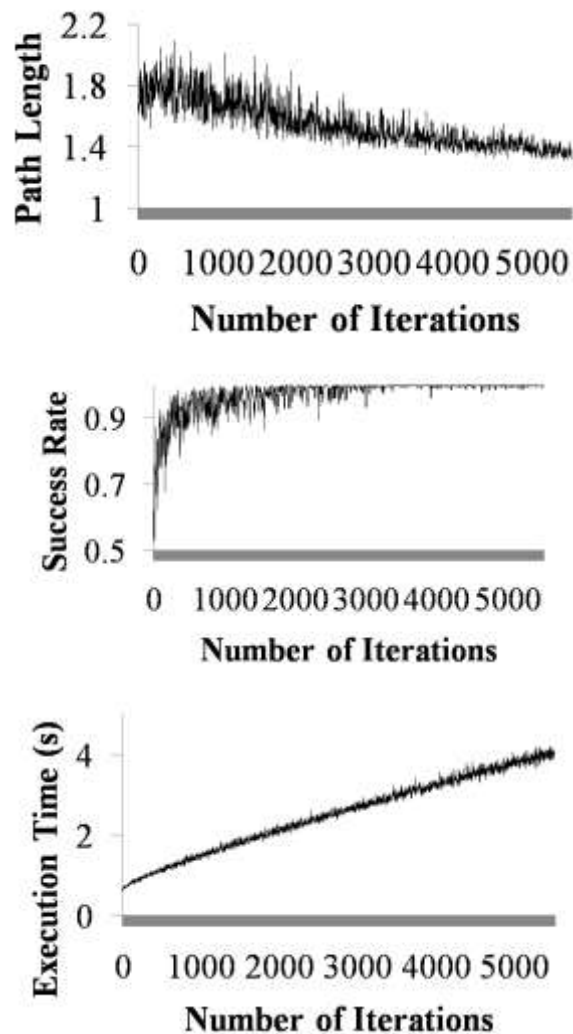 2.2
1.8
1.4
1
Path Length
0 1000 2000 3000 4000 5000
Number of Iterations
0.9
0.7
0.5
Success Rate
0 1000 2000 3000 4000 5000
Number of Iterations
4
2
0
Execution Time (s)
0 1000 2000 3000 4000 5000
Number of Iterations